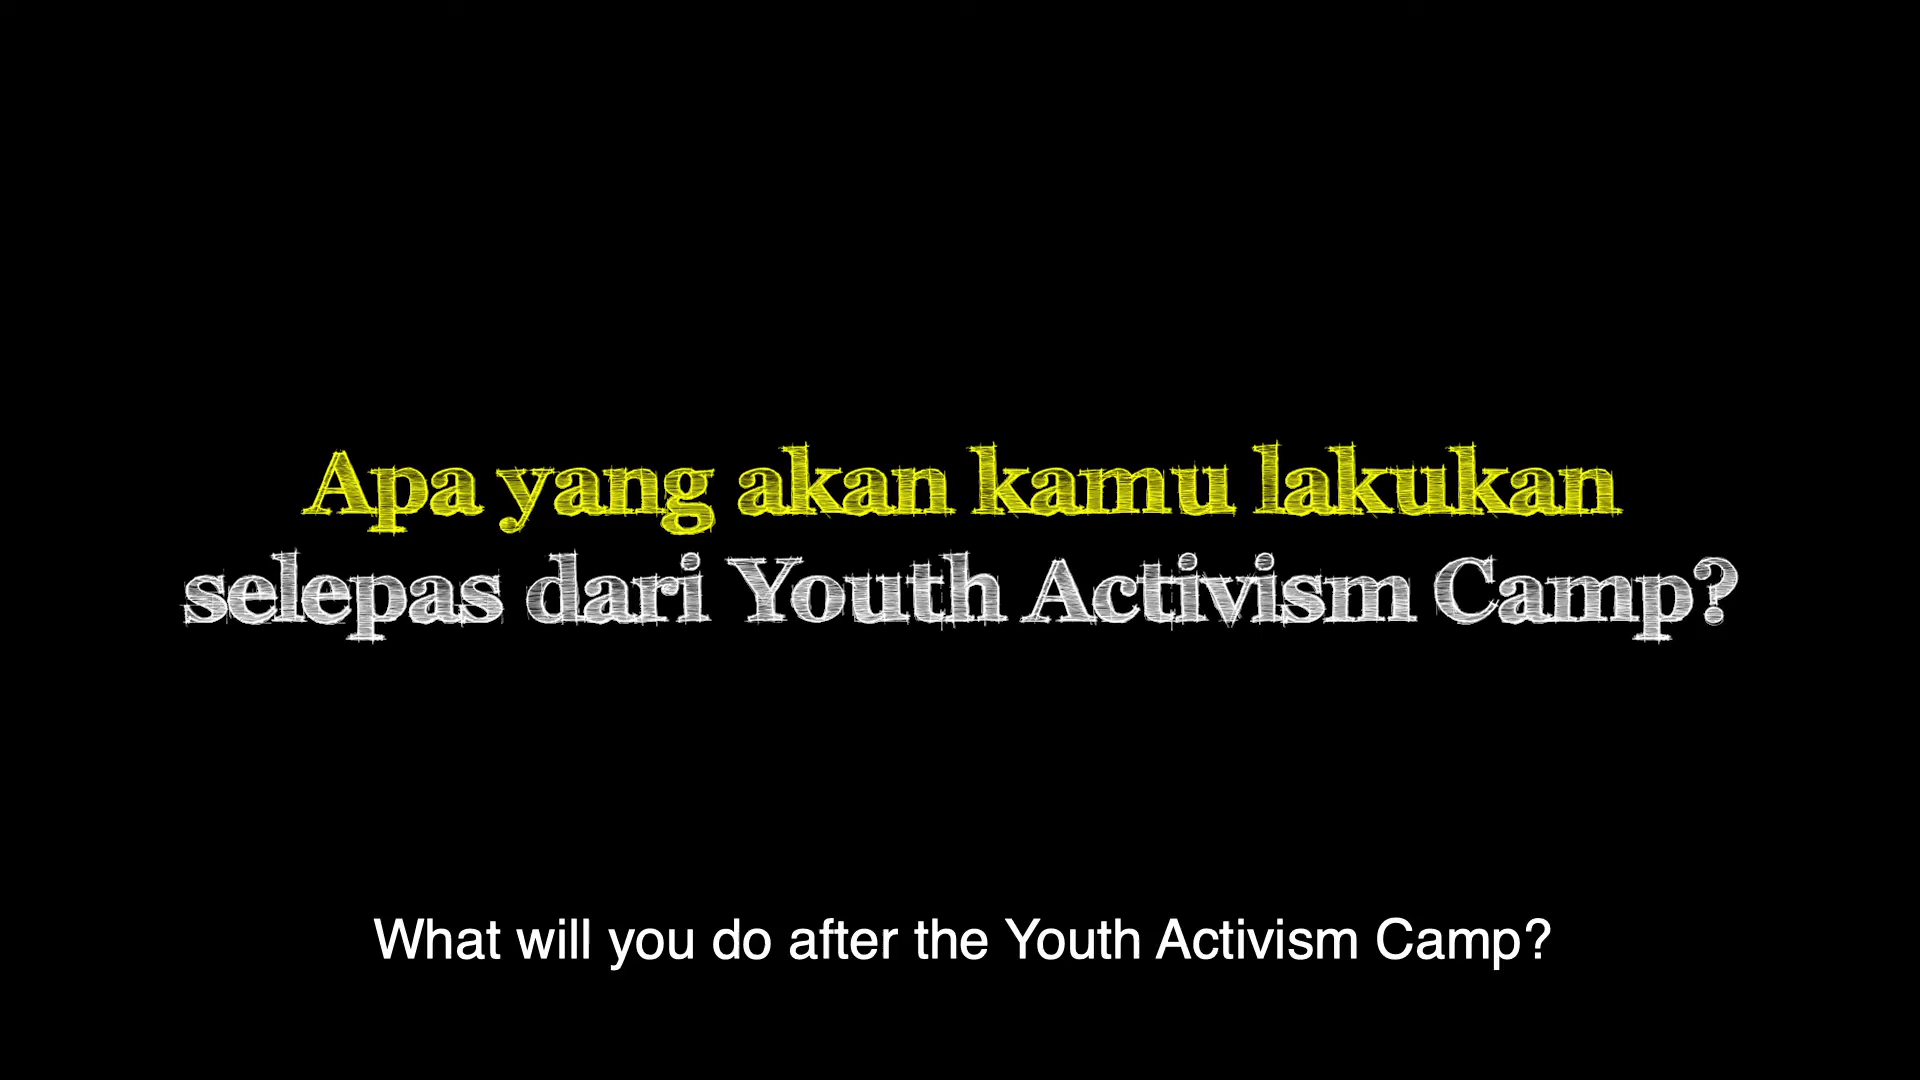 Apa yang akan kamu lakukan
selepas dari Youth Activism Camp?
What will you do after the Youth Activism Camp?